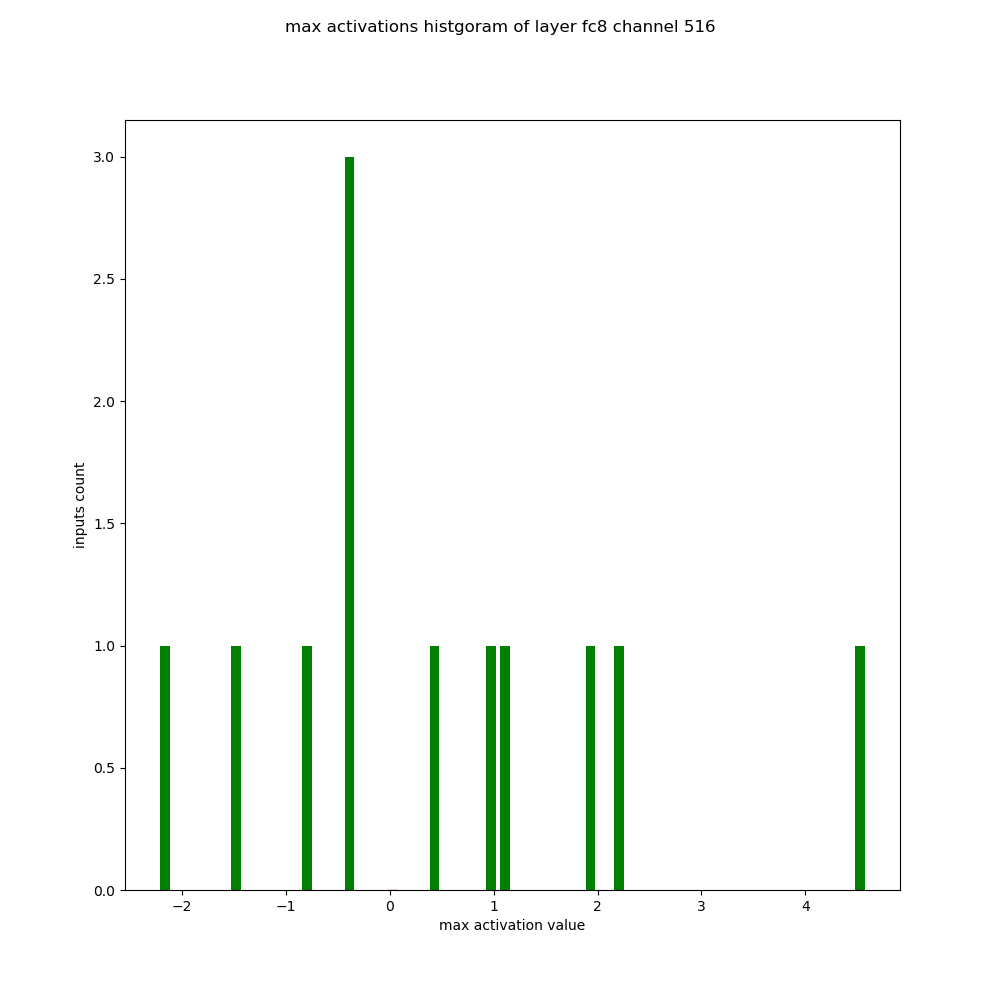 max activations histgoram of layer fc8 channel 516
3.0
2.5
2.0
1.5
1.0
0.5
0.0
inputs count
−2 −1 0 1 2 3 4
max activation value